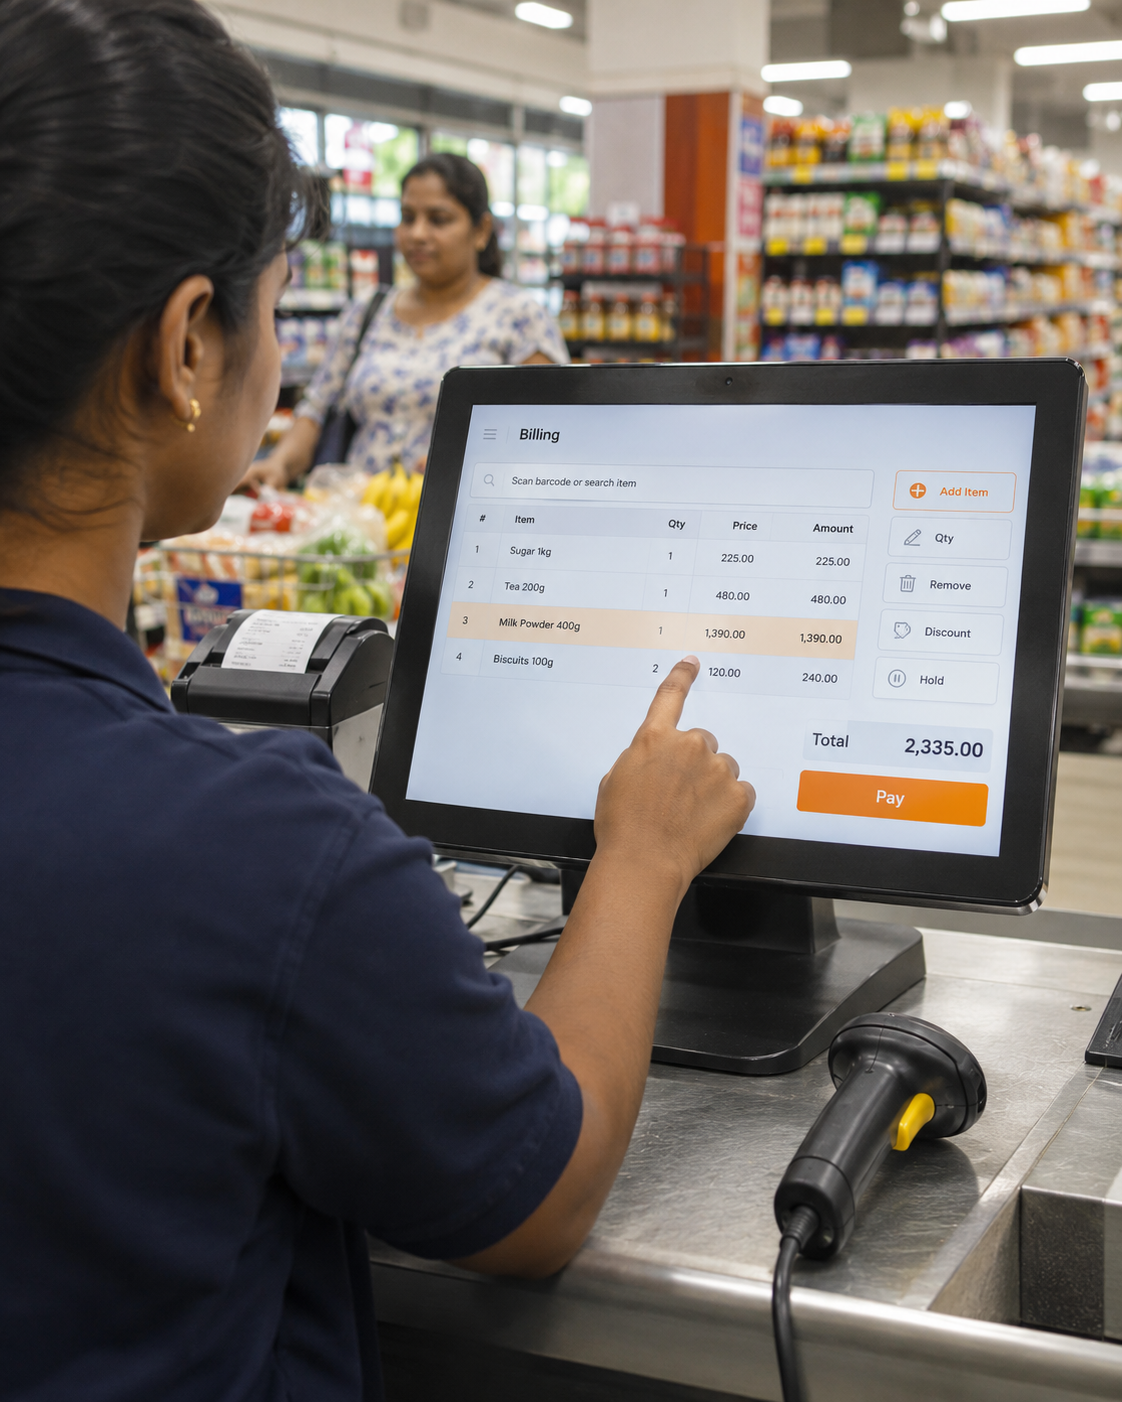 Billing
Scan barcode or search item
Add Item
# Item Qty Price Amount
Qty
1 Sugar 1kg 1 225.00 225.00
2 Tea 200g 1 480.00 480.00
Remove
3 Milk Powder 400g 1 1,390.00 1,390.00
Discount
4 Biscuits 100g 2 120.00 240.00
Hold
Total 2,335.00
Pay